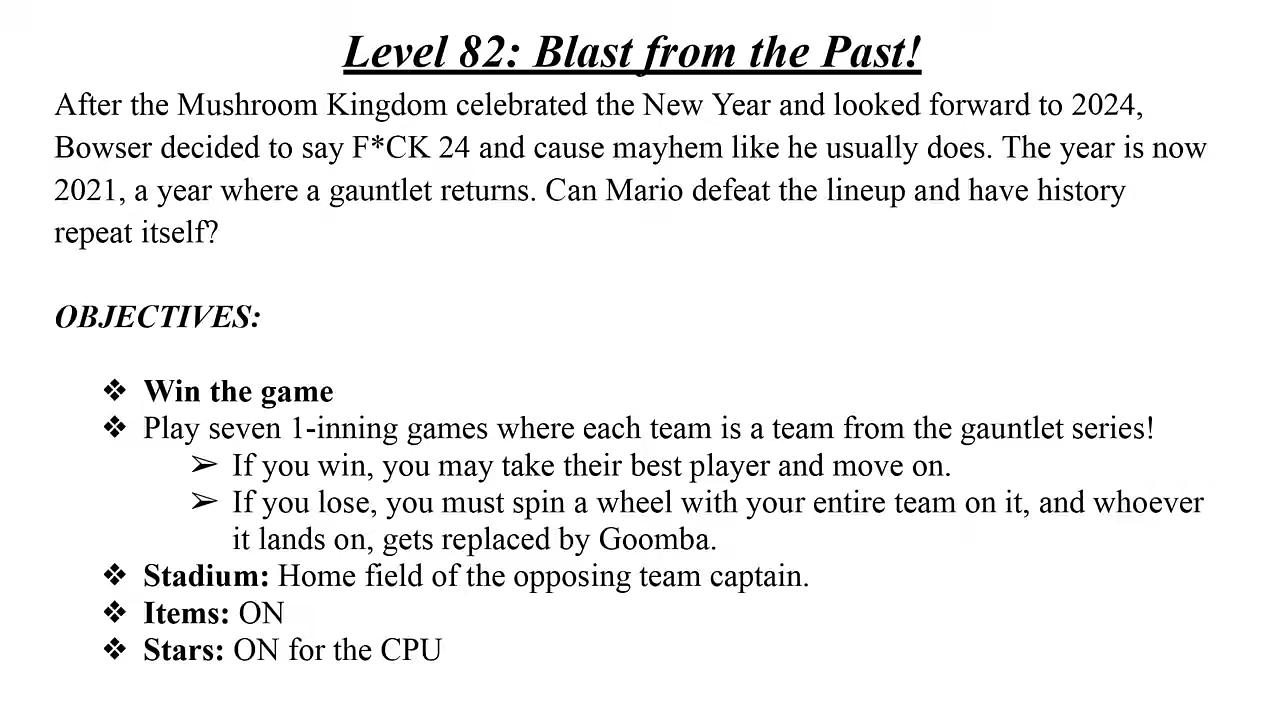 Level 82: Blast from the Past!
After the Mushroom Kingdom celebrated the New Year and looked forward to 2024,
Bowser decided to say F*CK 24 and cause mayhem like he usually does. The year is now
2021, a year where a gauntlet returns. Can Mario defeat the lineup and have history
repeat itself?
OBJECTIVES:
❖ Win the game
❖ Play seven 1-inning games where each team is a team from the gauntlet series!
➢ If you win, you may take their best player and move on.
➢ If you lose, you must spin a wheel with your entire team on it, and whoever
it lands on, gets replaced by Goomba.
❖ Stadium: Home field of the opposing team captain.
❖ Items: ON
❖ Stars: ON for the CPU